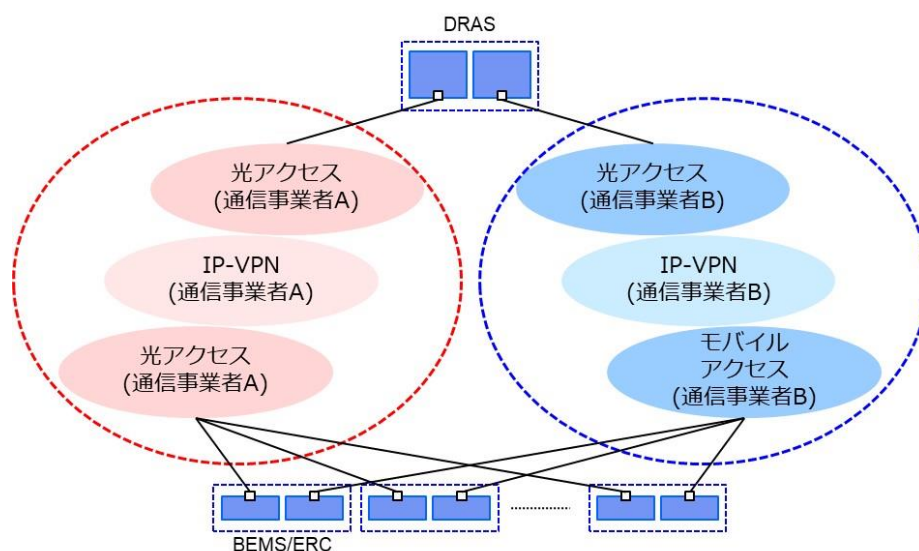 DRAS
光アクセス
(通信事業者A)
光アクセス
(通信事業者B)
IP-VPN
(通信事業者A)
IP-VPN
(通信事業者B)
光アクセス
(通信事業者A)
モバイル
アクセス
(通信事業者B)
BEMS/ERC